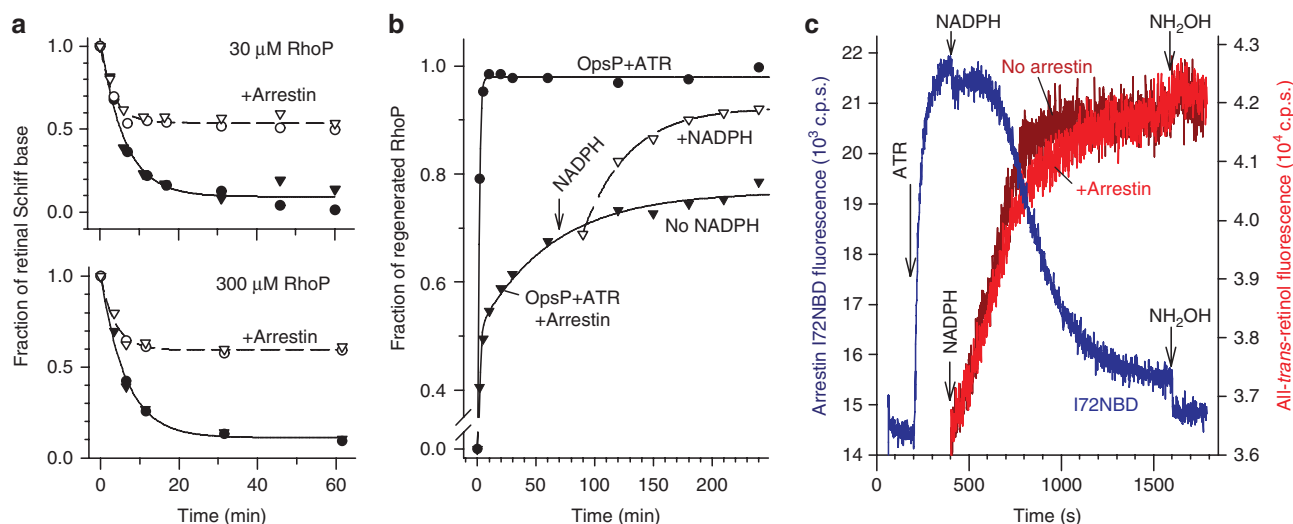 a
30 µM RhoP
+Arrestin
1.0
0.5
0.0
300 µM RhoP
+Arrestin
1.0
0.5
0.0
0 20 40 60
Time (min)
Fraction of retinal Schiff base
b
OpsP+ATR
+NADPH
NADPH
No NADPH
OpsP+ATR
+Arrestin
1.0
0.8
0.6
0.4
0.0
0 50 100 150 200
Time (min)
Fraction of regenerated RhoP
c
NADPH
NH2OH
No arrestin
ATR
+Arrestin
NADPH
NH2OH
I72NBD
22
21
20
19
18
17
16
15
14
4.3
4.2
4.1
4.0
3.9
3.8
3.7
3.6
0 500 1000 1500
Time (s)
Arrestin I72NBD fluorescence (10³ c.p.s.)
All-trans-retinol fluorescence (10⁴ c.p.s.)